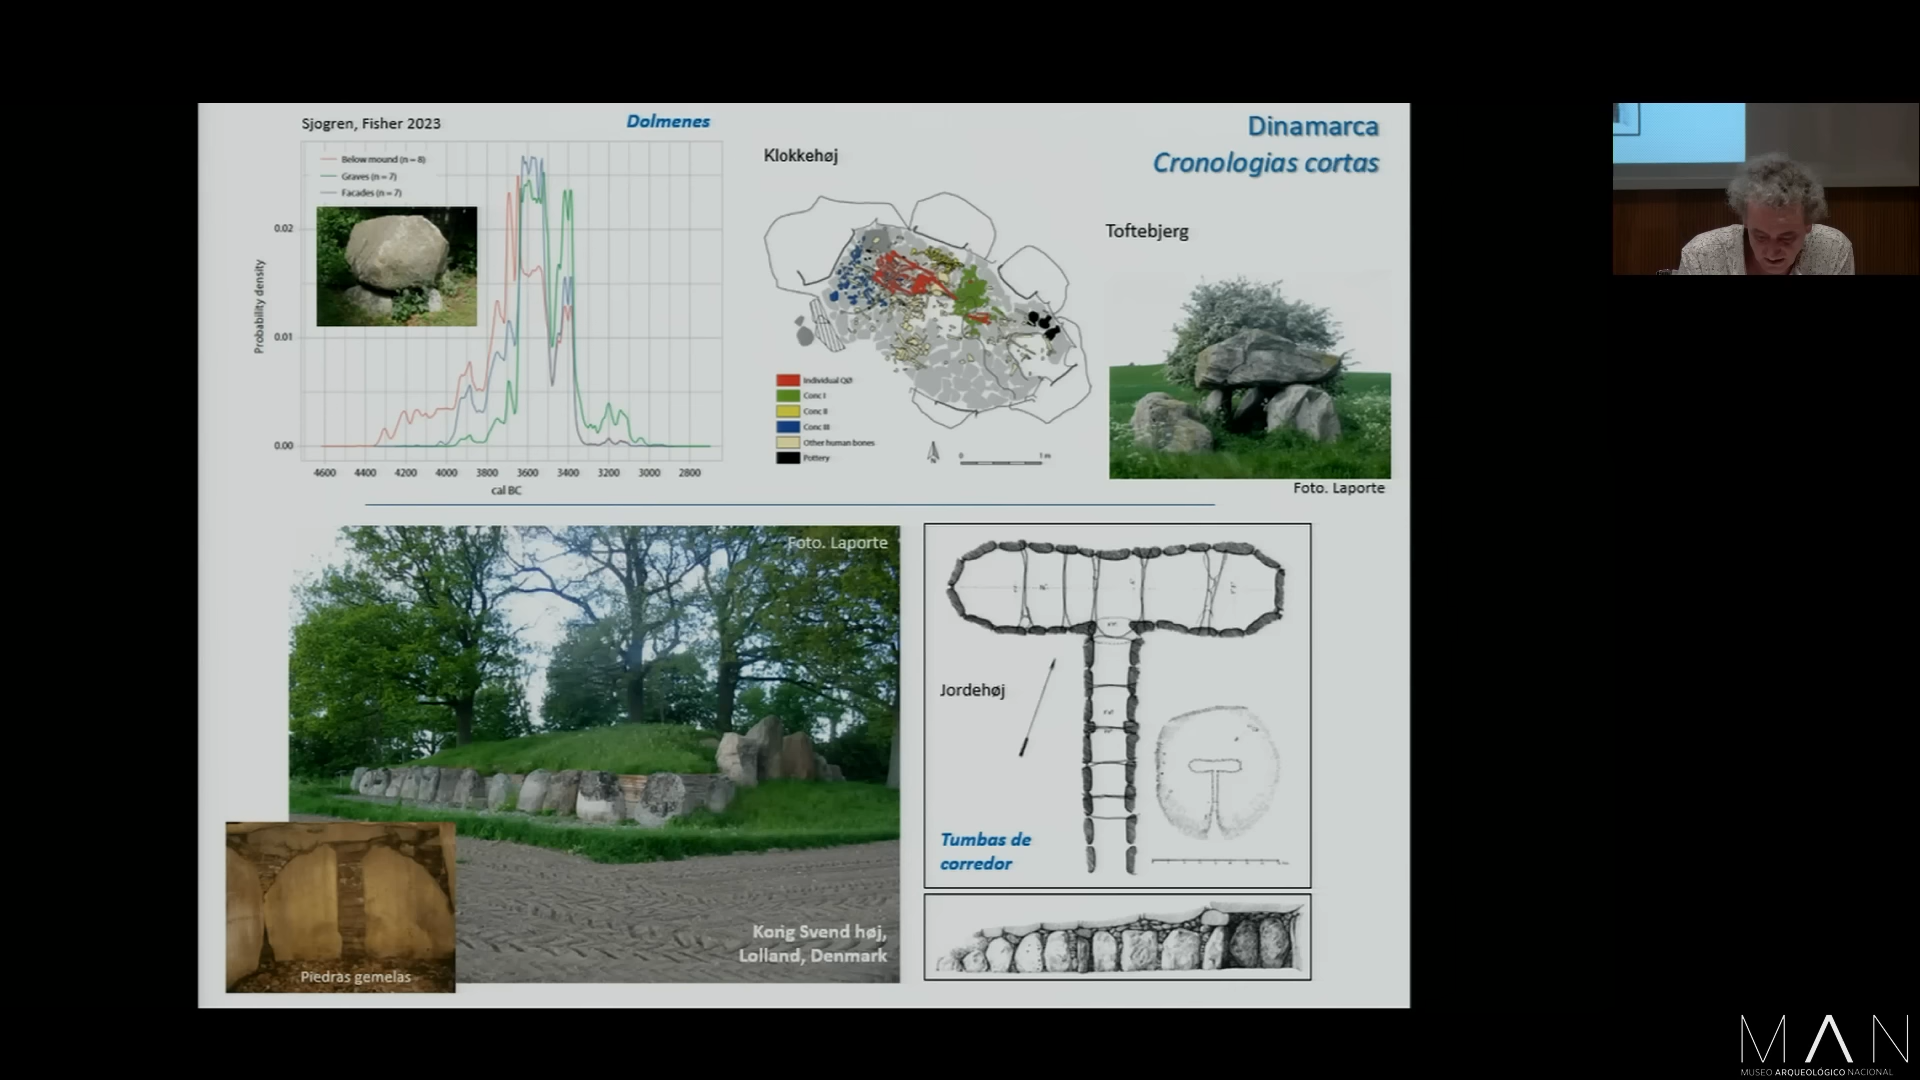 Sjogren, Fisher 2023
Dolmenes
Below mound (n = 8)
Graves (n = 7)
Facades (n = 7)
0.02
0.01
0.00
Probability density
4600 4400 4200 4000 3800 3600 3400 3200 3000 2800
cal BC
Klokkehøj
Individual QØ
Conc I
Conc II
Conc III
Other human bones
Pottery
N
0 1 m
Dinamarca
Cronologias cortas
Toftebjerg
Foto. Laporte
Foto. Laporte
Kong Svend høj,
Lolland, Denmark
Piedras gemelas
Jordehøj
Tumbas de
corredor
MAN
MUSEO ARQUEOLÓGICO NACIONAL